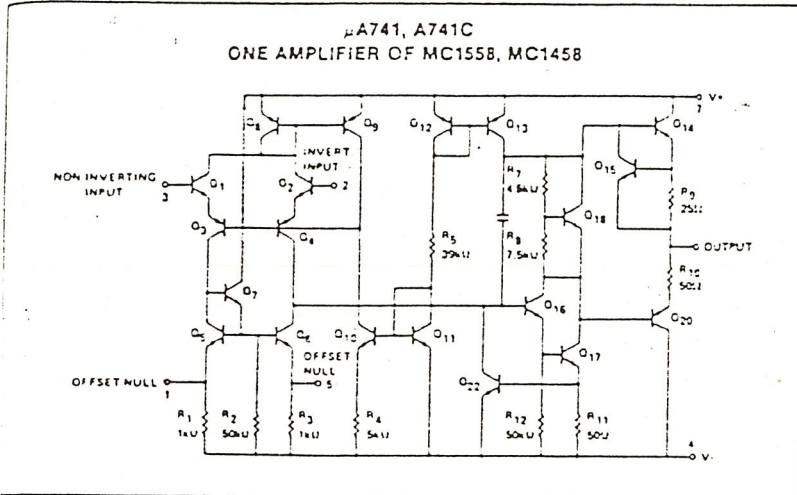 μA741, A741C
ONE AMPLIFIER OF MC1558, MC1458
V+
7
Q8
Q9
Q12
Q13
Q14
INVERT
INPUT
NON INVERTING
INPUT
3
Q1
Q2
2
Q15
R7
4.5kΩ
R9
25Ω
Q3
Q4
Q18
R5
39kΩ
R8
7.5kΩ
OUTPUT
R10
50Ω
Q7
Q16
Q20
Q5
Q6
Q10
Q11
Q17
OFFSET
NULL
5
OFFSET NULL
1
Q22
R1
1kΩ
R2
50kΩ
R3
1kΩ
R4
5kΩ
R12
50kΩ
R11
50Ω
4
V-